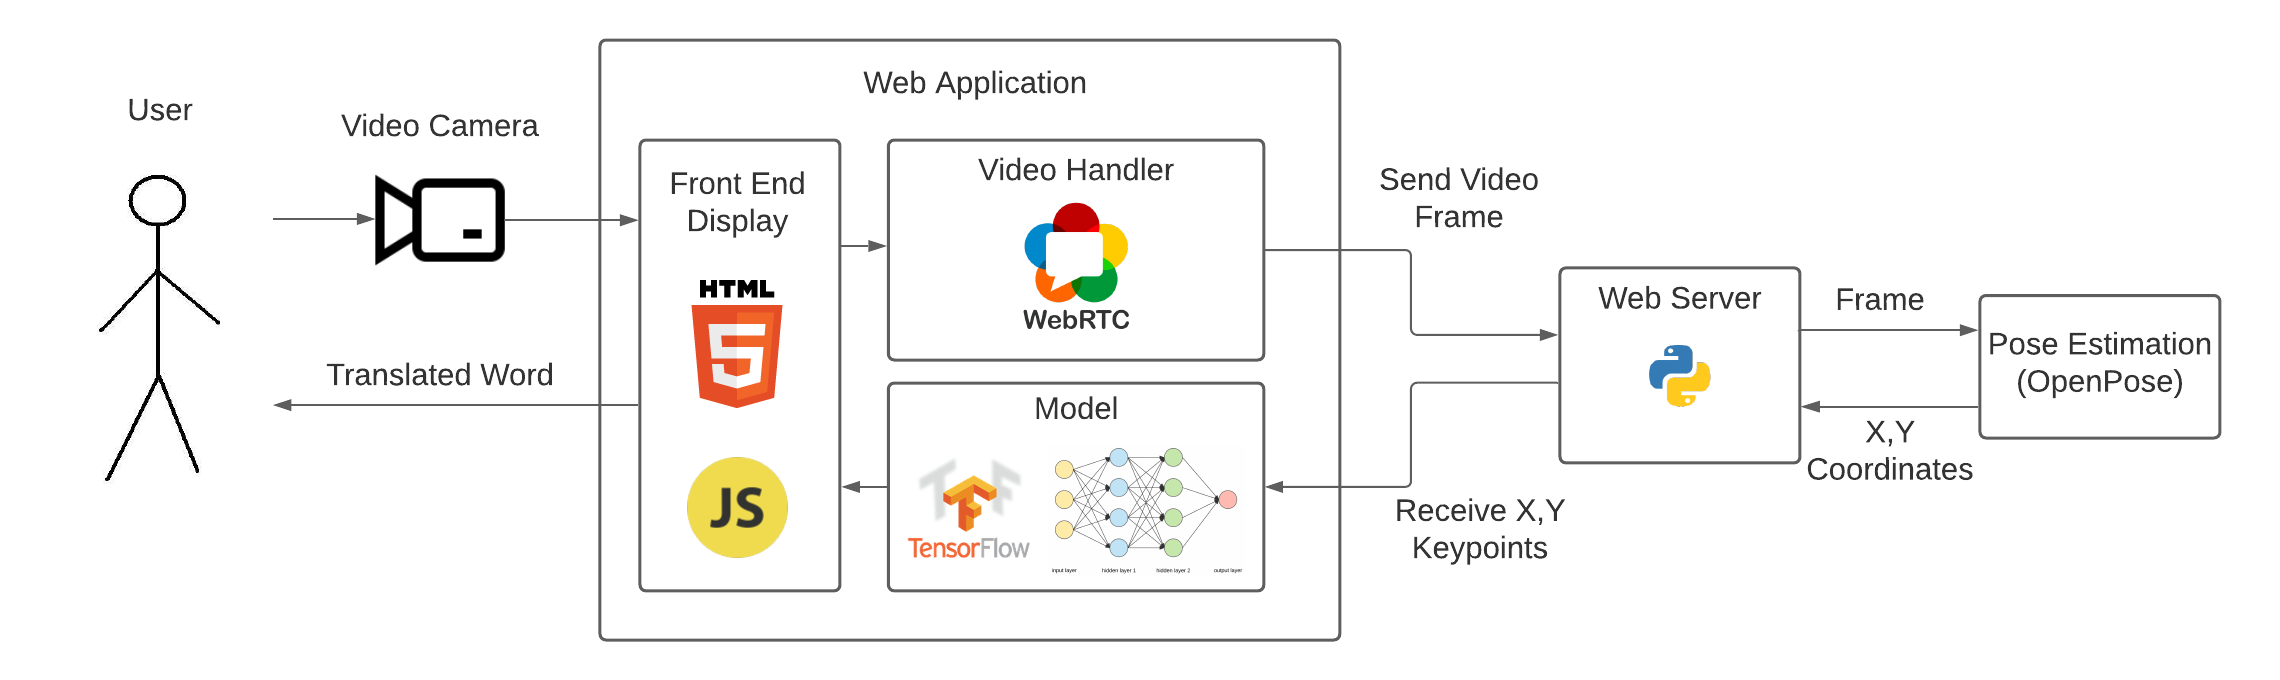 User
Video Camera
Translated Word
Web Application
Front End
Display
HTML
5
JS
Video Handler
WebRTC
Model
TF
TensorFlow
input layer
hidden layer 1
hidden layer 2
output layer
Send Video
Frame
Receive X,Y
Keypoints
Web Server
Frame
X,Y
Coordinates
Pose Estimation
(OpenPose)